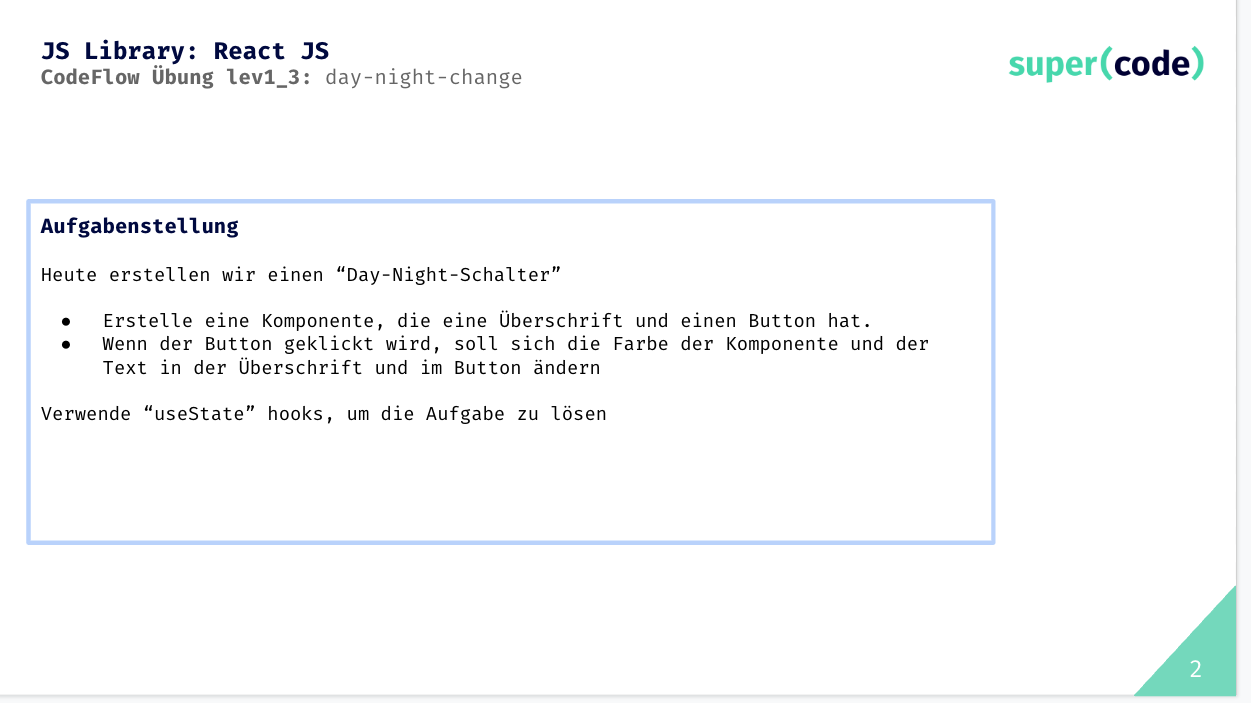 JS Library: React JS
CodeFlow Übung lev1_3: day-night-change
super(code)
Aufgabenstellung
Heute erstellen wir einen “Day-Night-Schalter”
● Erstelle eine Komponente, die eine Überschrift und einen Button hat.
● Wenn der Button geklickt wird, soll sich die Farbe der Komponente und der
Text in der Überschrift und im Button ändern
Verwende “useState” hooks, um die Aufgabe zu lösen
2